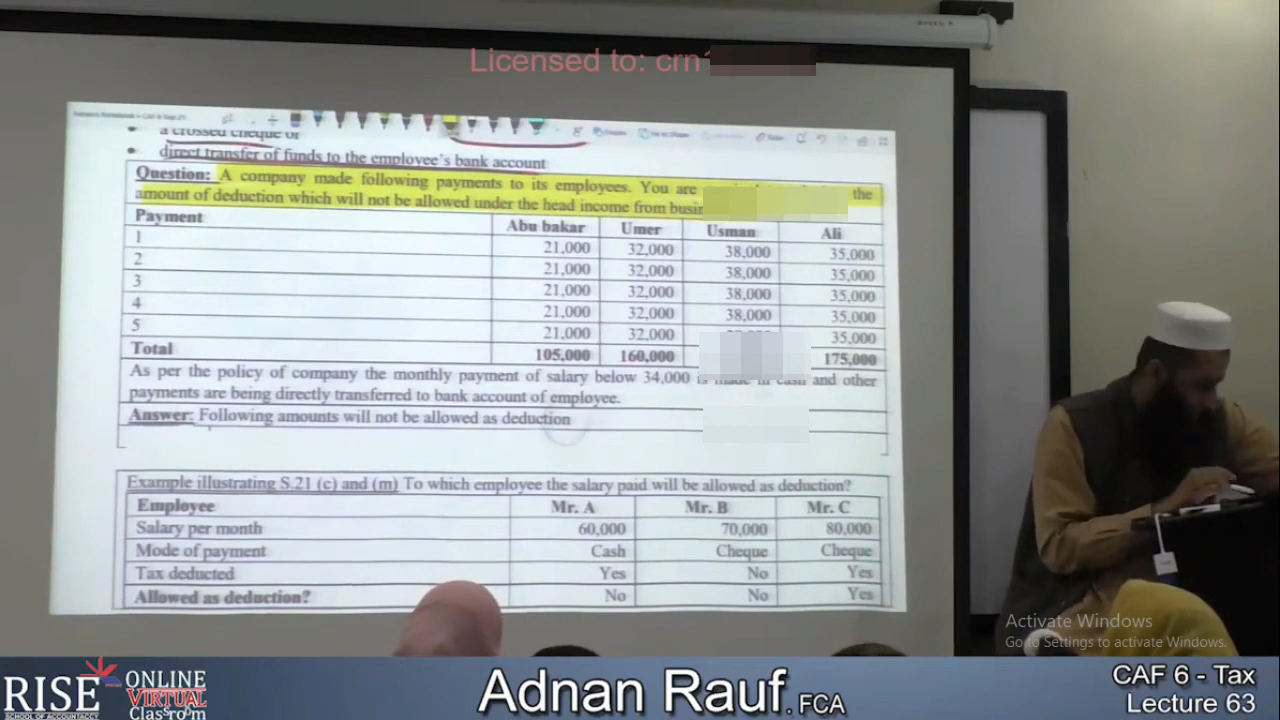 Licensed to: crn
a crossed cheque or
direct transfer of funds to the employee's bank account
Question: A company made following payments to its employees. You are the
amount of deduction which will not be allowed under the head income from
Payment Abu bakar Umer Usman Ali
1 21,000 32,000 38,000 35,000
2 21,000 32,000 38,000 35,000
3 21,000 32,000 38,000 35,000
4 21,000 32,000 38,000 35,000
5 21,000 32,000 35,000
Total 105,000 160,000 175,000
As per the policy of company the monthly payment of salary below 34,000 is made in cash and other
payments are being directly transferred to bank account of employee.
Answer: Following amounts will not be allowed as deduction
Example illustrating S.21 (c) and (m) To which employee the salary paid will be allowed as deduction?
Employee Mr. A Mr. B Mr. C
Salary per month 60,000 70,000 80,000
Mode of payment Cash Cheque Cheque
Tax deducted Yes No Yes
Allowed as deduction? No No Yes
Activate Windows
Go to Settings to activate Windows.
RISE
SCHOOL OF ACCOUNTANCY
ONLINE
VIRTUAL
Classroom
Adnan Rauf. FCA
CAF 6 - Tax
Lecture 63